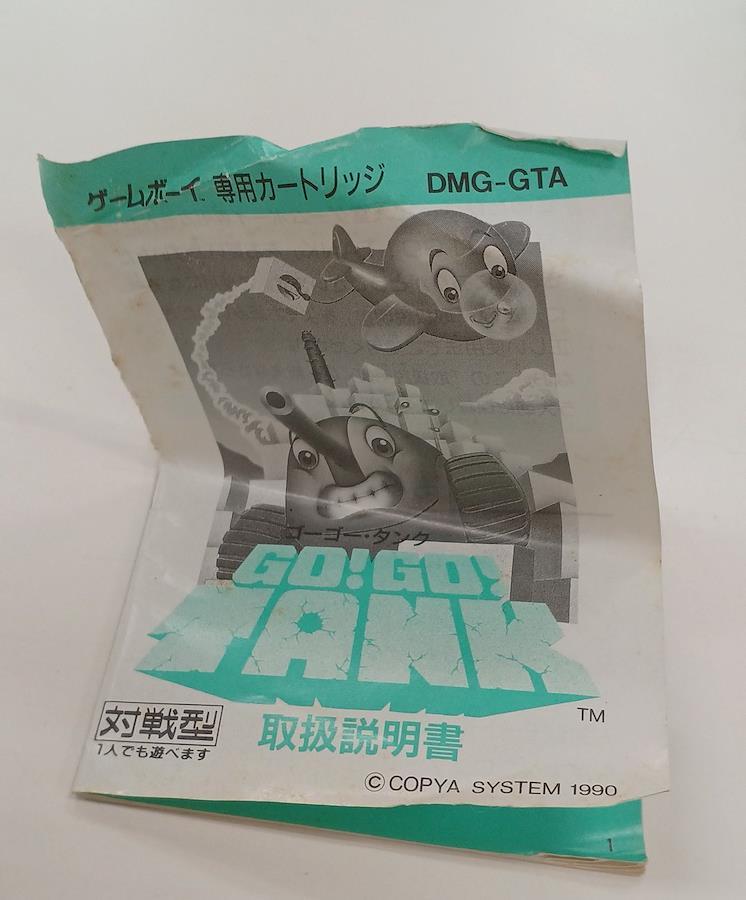 ゲームボーイ™ 専用カートリッジ DMG-GTA
ゴーゴー・タンク
GO!GO!
TANK
TM
対戦型
1人でも遊べます
取扱説明書
© COPYA SYSTEM 1990
1